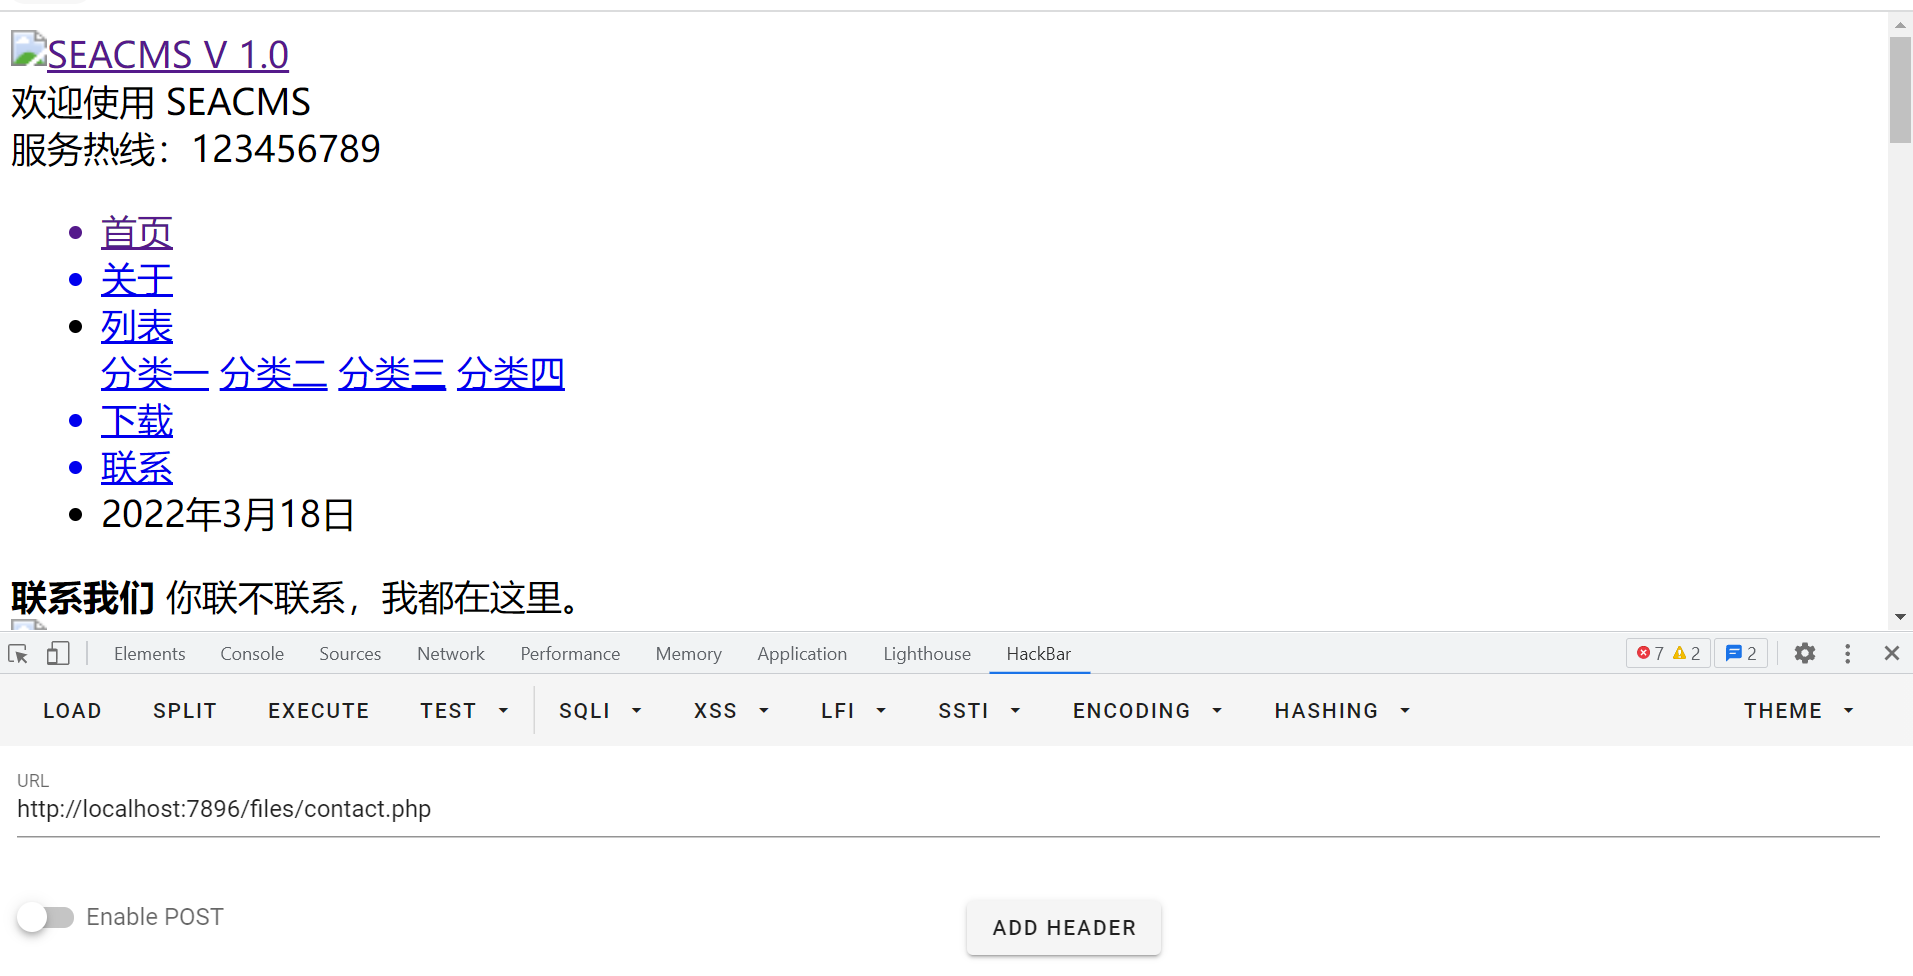 SEACMS V 1.0
欢迎使用 SEACMS
服务热线：123456789
首页
关于
列表
分类一 分类二 分类三 分类四
下载
联系
2022年3月18日
联系我们 你联不联系，我都在这里。
Elements Console Sources Network Performance Memory Application Lighthouse HackBar 7 2 2
LOAD SPLIT EXECUTE TEST SQLI XSS LFI SSTI ENCODING HASHING THEME
URL
http://localhost:7896/files/contact.php
Enable POST
ADD HEADER